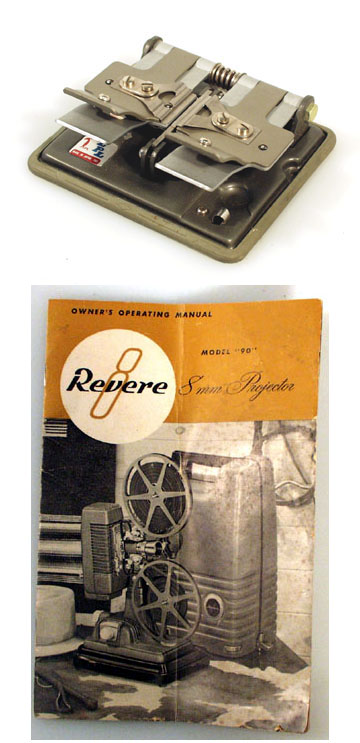 OWNER'S OPERATING MANUAL
MODEL "90"
8
Revere
8mm Projector